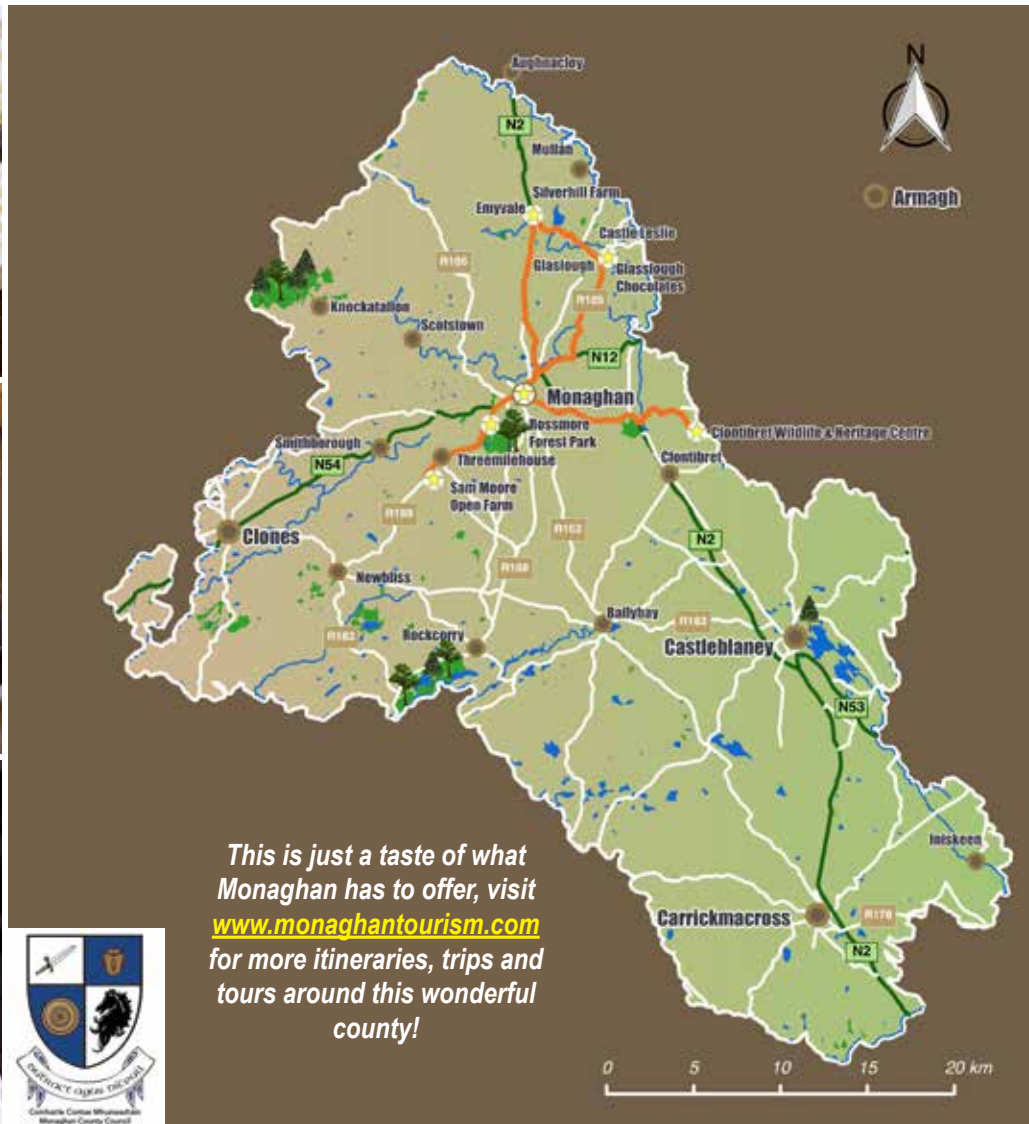 Aughnacloy
N
N2
Mullan
Silverhill Farm
Armagh
Emyvale
Castle Leslie
Glaslough
Glasslough
Chocolates
R186
R185
Knockatallon
Scotstown
N12
Monaghan
Rossmore
Forest Park
Clontibret Wildlife & Heritage Centre
Smithborough
Threemilehouse
Clontibret
N54
Sam Moore
Open Farm
R189
Clones
R162
N2
R188
Newbliss
Ballybay
R183
R183
Rockcorry
Castleblaney
N53
Iniskeen
This is just a taste of what
Monaghan has to offer, visit
www.monaghantourism.com
for more itineraries, trips and
tours around this wonderful
county!
Carrickmacross
R178
N2
0 5 10 15 20 km
Comhairle Contae Mhuineacháin
Monaghan County Council